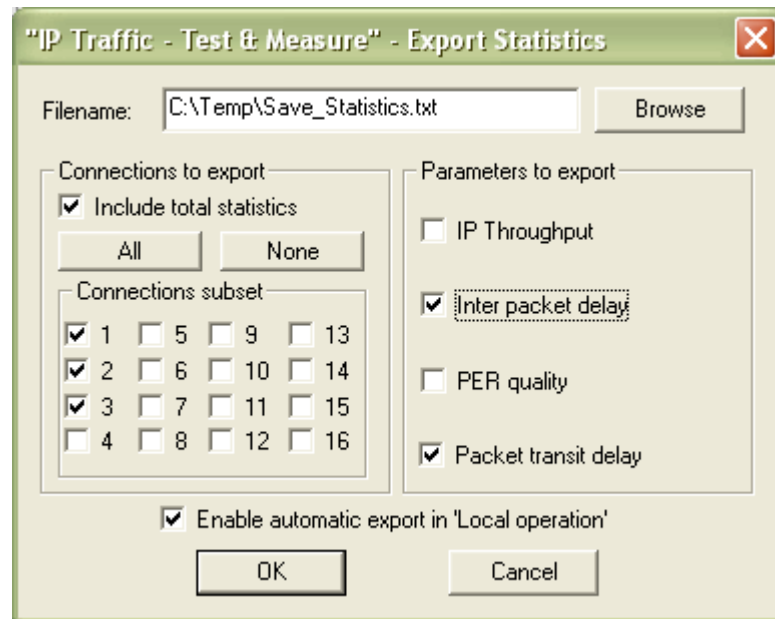 "IP Traffic - Test & Measure" - Export Statistics
Filename: C:\Temp\Save_Statistics.txt Browse
Connections to export
Include total statistics
All None
Connections subset
1 5 9 13
2 6 10 14
3 7 11 15
4 8 12 16
Parameters to export
IP Throughput
Inter packet delay
PER quality
Packet transit delay
Enable automatic export in 'Local operation'
OK Cancel